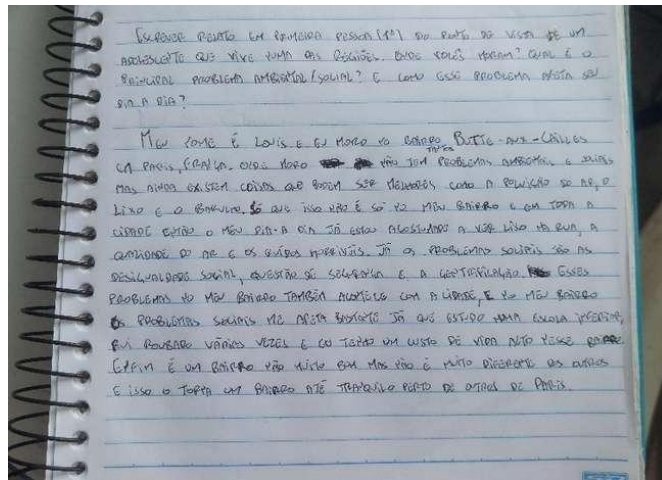 Escrever relato em primeira pessoa (1ª) do ponto de vista de um
adolescente que vive numa das regiões. Onde vocês moram? Qual é o
principal problema ambiental/social? E como esse problema afeta seu
dia a dia?
Meu nome é Louis e eu moro no bairro Butte-aux-Cailles
em Paris, França. Onde moro não tem tantos problemas ambientais e sociais
mas ainda existem coisas que podem ser melhores como a poluição do ar, o
lixo e o barulho. Só que isso não é só no meu bairro e em toda a
cidade então o meu dia-a dia já estou acostumado a ver lixo na rua, a
qualidade do ar e os ruídos horríveis. Já os problemas sociais são as
desigualdade social, questão de segurança e a gentrificação. Esses
problemas no meu bairro também acontece com a cidade, e no meu bairro
os problemas sociais me afeta bastante já que estudo numa escola inferior,
fui roubado várias vezes e eu tenho um custo de vida alto nesse bairro.
Enfim é um bairro não muito bom mas não é muito diferente dos outros
e isso o torna um bairro até tranquilo perto de outros de Paris.